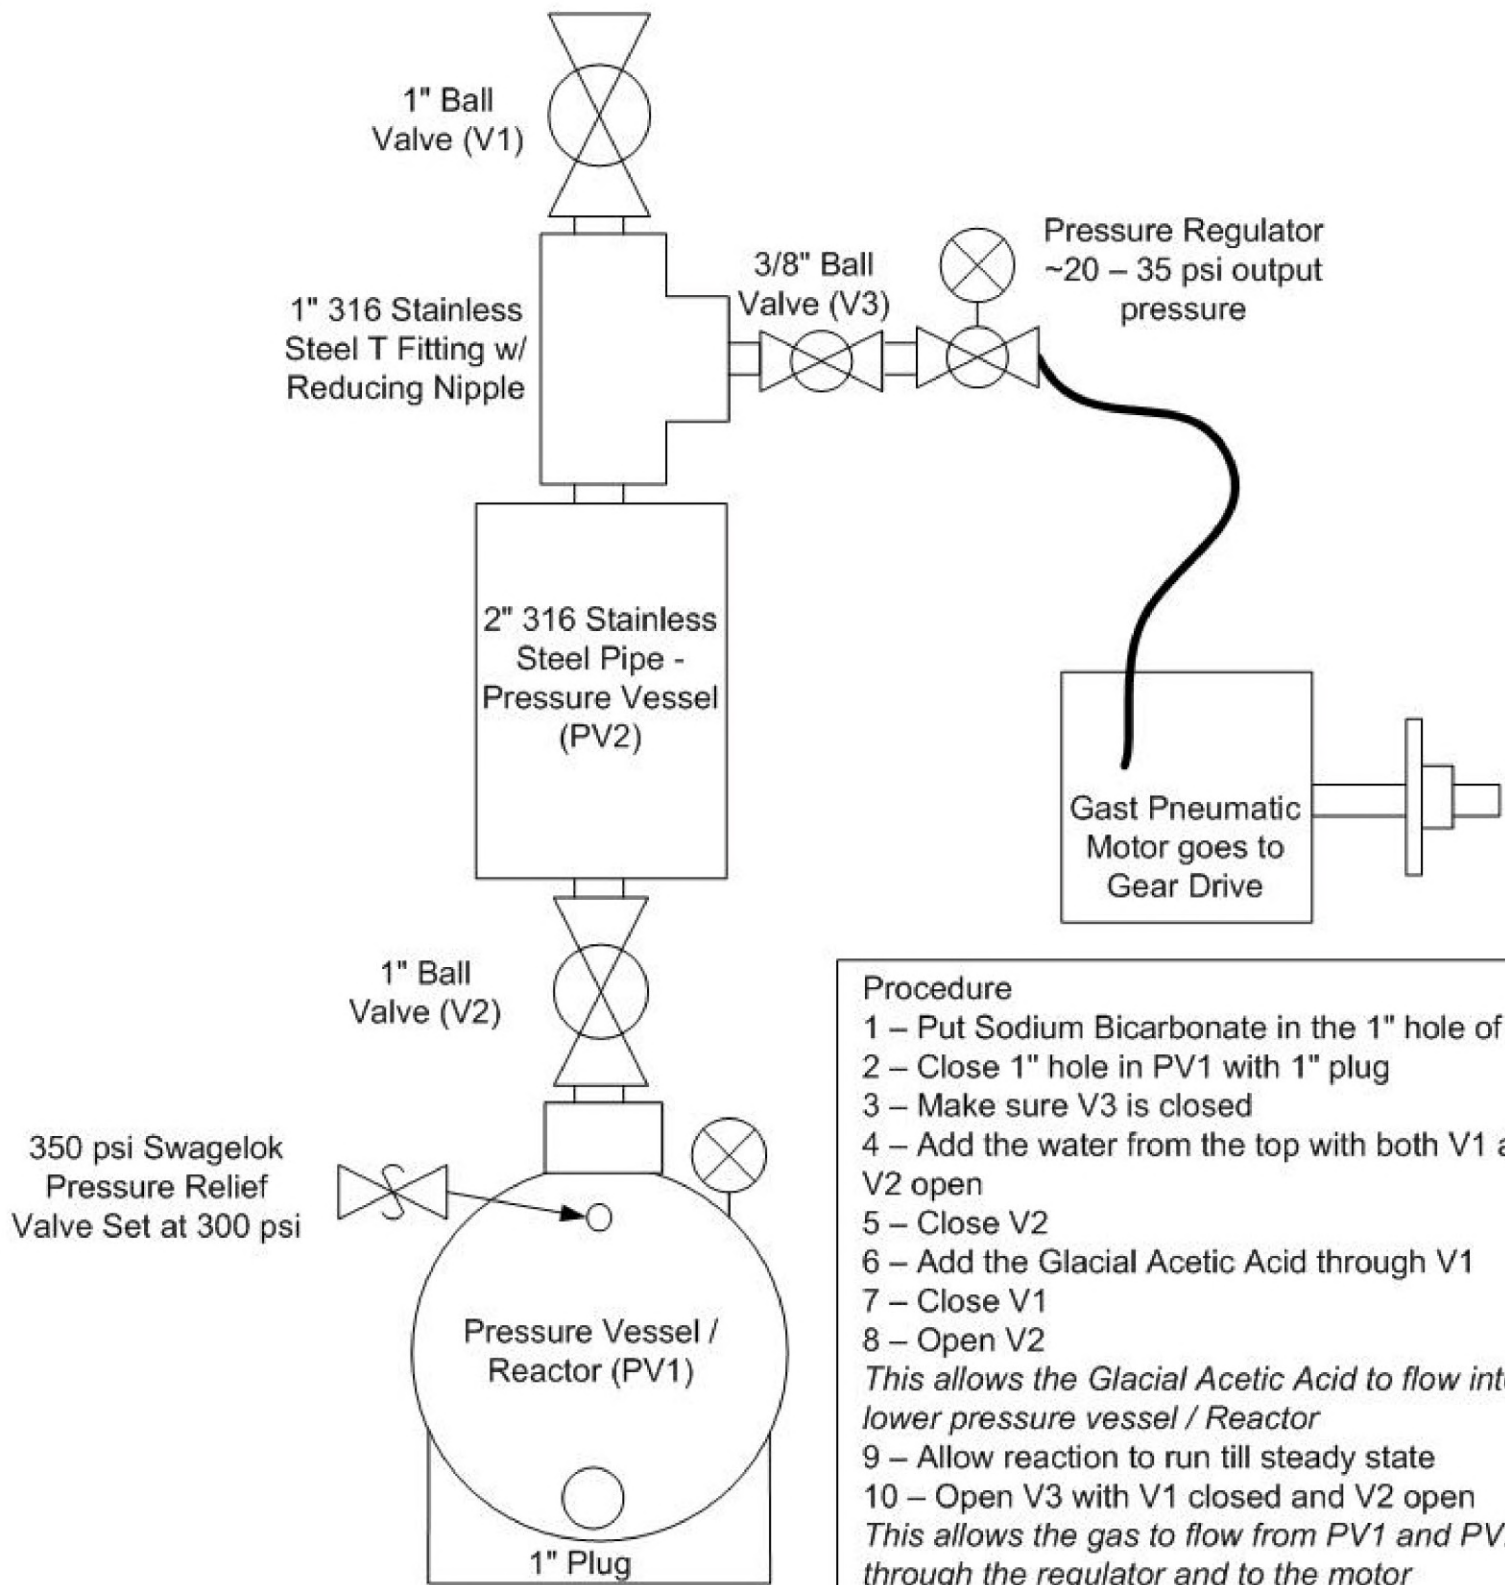 1" Ball
Valve (V1)
Pressure Regulator
~20 – 35 psi output
pressure
3/8" Ball
Valve (V3)
1" 316 Stainless
Steel T Fitting w/
Reducing Nipple
2" 316 Stainless
Steel Pipe -
Pressure Vessel
(PV2)
Gast Pneumatic
Motor goes to
Gear Drive
1" Ball
Valve (V2)
350 psi Swagelok
Pressure Relief
Valve Set at 300 psi
Pressure Vessel /
Reactor (PV1)
1" Plug
Procedure
1 – Put Sodium Bicarbonate in the 1" hole of
2 – Close 1" hole in PV1 with 1" plug
3 – Make sure V3 is closed
4 – Add the water from the top with both V1
V2 open
5 – Close V2
6 – Add the Glacial Acetic Acid through V1
7 – Close V1
8 – Open V2
This allows the Glacial Acetic Acid to flow
lower pressure vessel / Reactor
9 – Allow reaction to run till steady state
10 – Open V3 with V1 closed and V2 open
This allows the gas to flow from PV1 and
through the regulator and to the motor